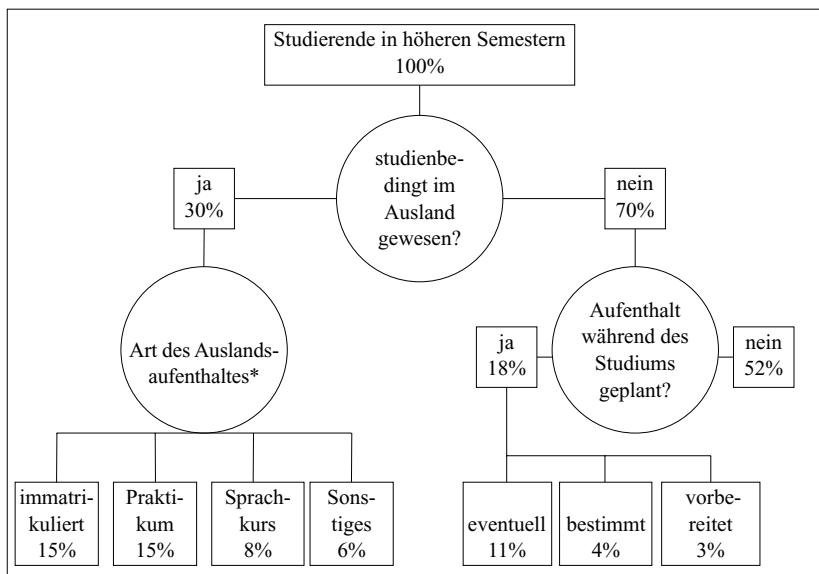 Studierende in höheren Semestern
100%
studienbe-
dingt im
Ausland
gewesen?
ja
30%
nein
70%
Art des Auslands-
aufenthaltes*
Aufenthalt
während des
Studiums
geplant?
ja
18%
nein
52%
immatri-
kuliert
15%
Prakti-
kum
15%
Sprach-
kurs
8%
Sons-
tiges
6%
eventuell
11%
bestimmt
4%
vorbe-
reitet
3%